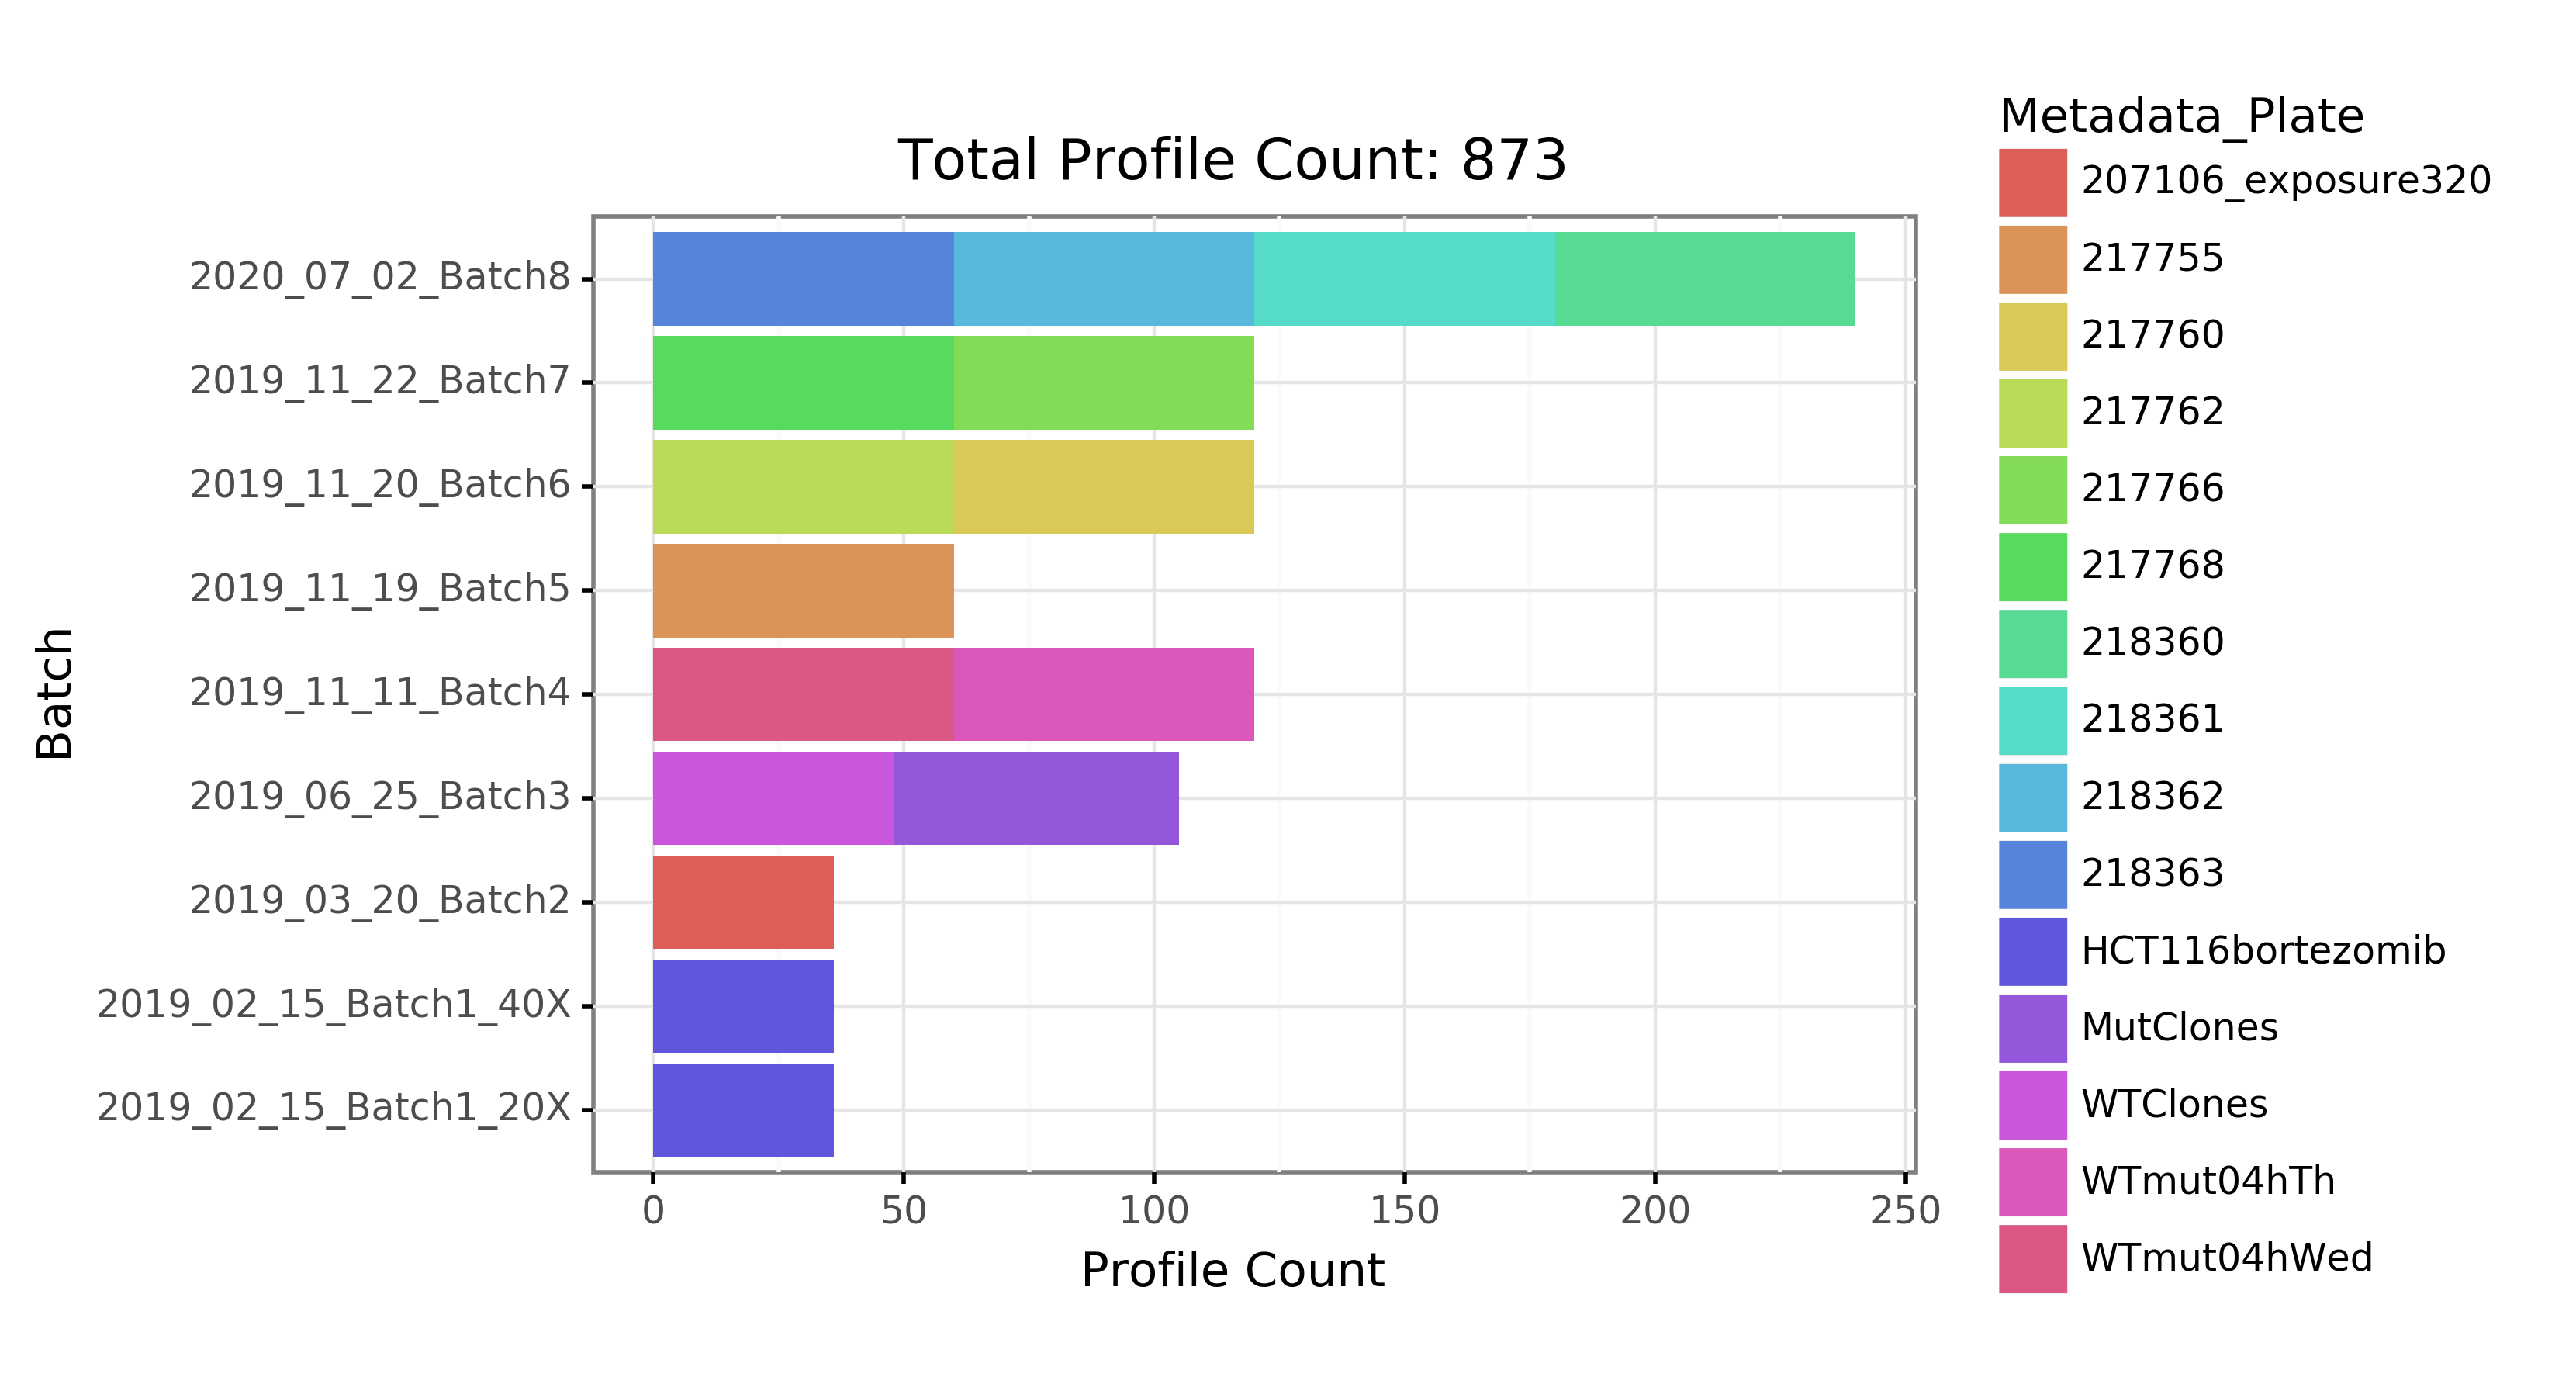 Total Profile Count: 873
Batch
2020_07_02_Batch8
2019_11_22_Batch7
2019_11_20_Batch6
2019_11_19_Batch5
2019_11_11_Batch4
2019_06_25_Batch3
2019_03_20_Batch2
2019_02_15_Batch1_40X
2019_02_15_Batch1_20X
0 50 100 150 200 250
Profile Count
Metadata_Plate
207106_exposure320
217755
217760
217762
217766
217768
218360
218361
218362
218363
HCT116bortezomib
MutClones
WTClones
WTmut04hTh
WTmut04hWed